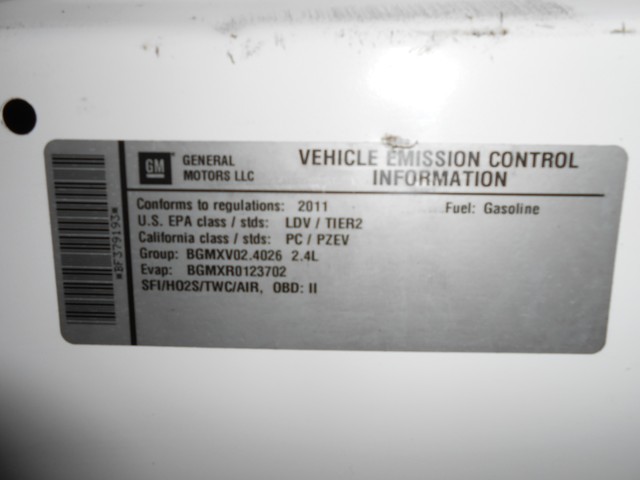 *BF379193*
GM
GENERAL
MOTORS LLC
VEHICLE EMISSION CONTROL
INFORMATION
Conforms to regulations: 2011 Fuel: Gasoline
U.S. EPA class / stds: LDV / TIER2
California class / stds: PC / PZEV
Group: BGMXV02.4026 2.4L
Evap: BGMXR0123702
SFI/HO2S/TWC/AIR, OBD: II